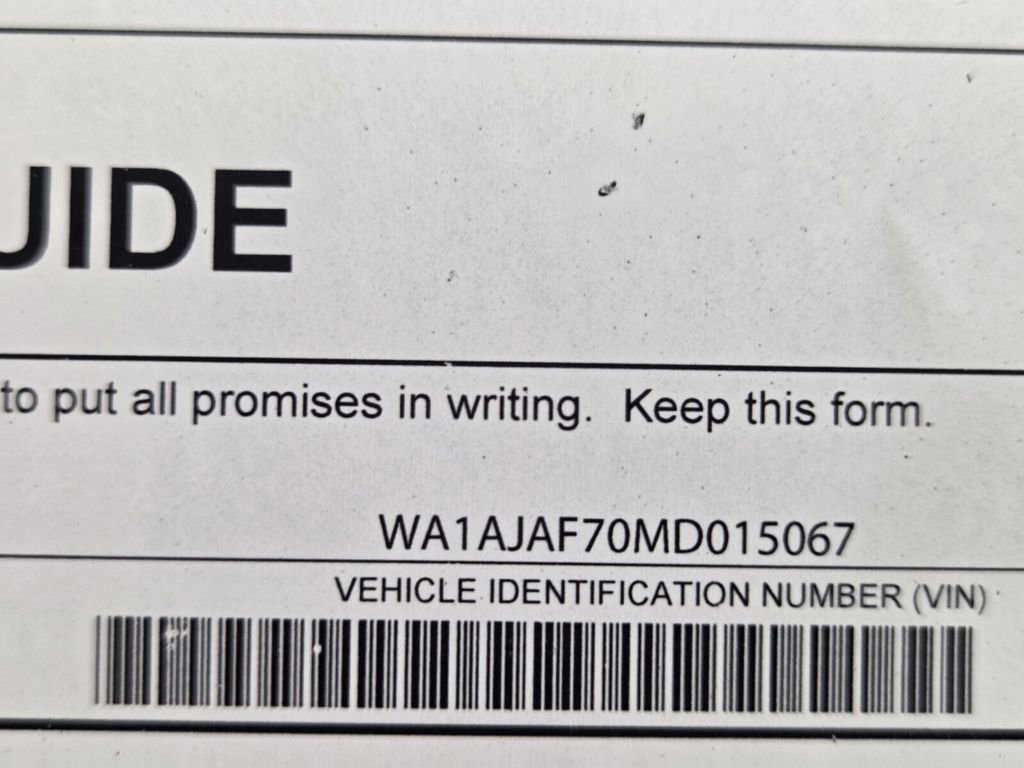 UIDE
to put all promises in writing. Keep this form.
WA1AJAF70MD015067
VEHICLE IDENTIFICATION NUMBER (VIN)